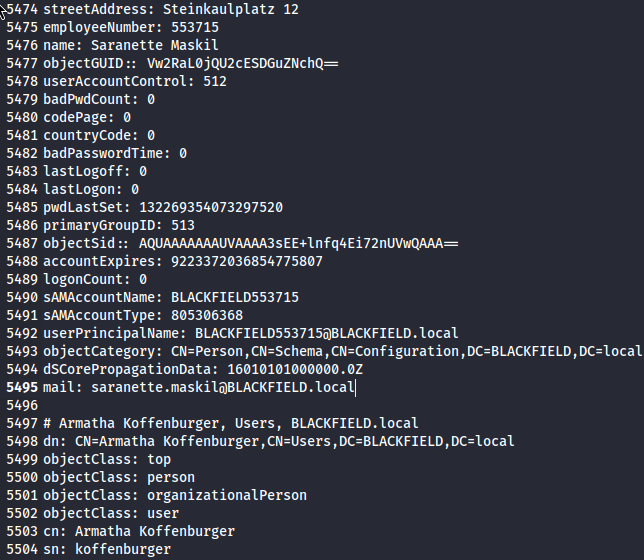 5474 streetAddress: Steinkaulplatz 12
5475 employeeNumber: 553715
5476 name: Saranette Maskil
5477 objectGUID:: Vw2RaL0jQU2cESDGuZNchQ==
5478 userAccountControl: 512
5479 badPwdCount: 0
5480 codePage: 0
5481 countryCode: 0
5482 badPasswordTime: 0
5483 lastLogoff: 0
5484 lastLogon: 0
5485 pwdLastSet: 132269354073297520
5486 primaryGroupID: 513
5487 objectSid:: AQUAAAAAAAUVAAAA3sEE+lnfq4Ei72nUVwQAAA==
5488 accountExpires: 9223372036854775807
5489 logonCount: 0
5490 sAMAccountName: BLACKFIELD553715
5491 sAMAccountType: 805306368
5492 userPrincipalName: BLACKFIELD553715@BLACKFIELD.local
5493 objectCategory: CN=Person,CN=Schema,CN=Configuration,DC=BLACKFIELD,DC=local
5494 dSCorePropagationData: 16010101000000.0Z
5495 mail: saranette.maskil@BLACKFIELD.local
5496
5497 # Armatha Koffenburger, Users, BLACKFIELD.local
5498 dn: CN=Armatha Koffenburger,CN=Users,DC=BLACKFIELD,DC=local
5499 objectClass: top
5500 objectClass: person
5501 objectClass: organizationalPerson
5502 objectClass: user
5503 cn: Armatha Koffenburger
5504 sn: koffenburger